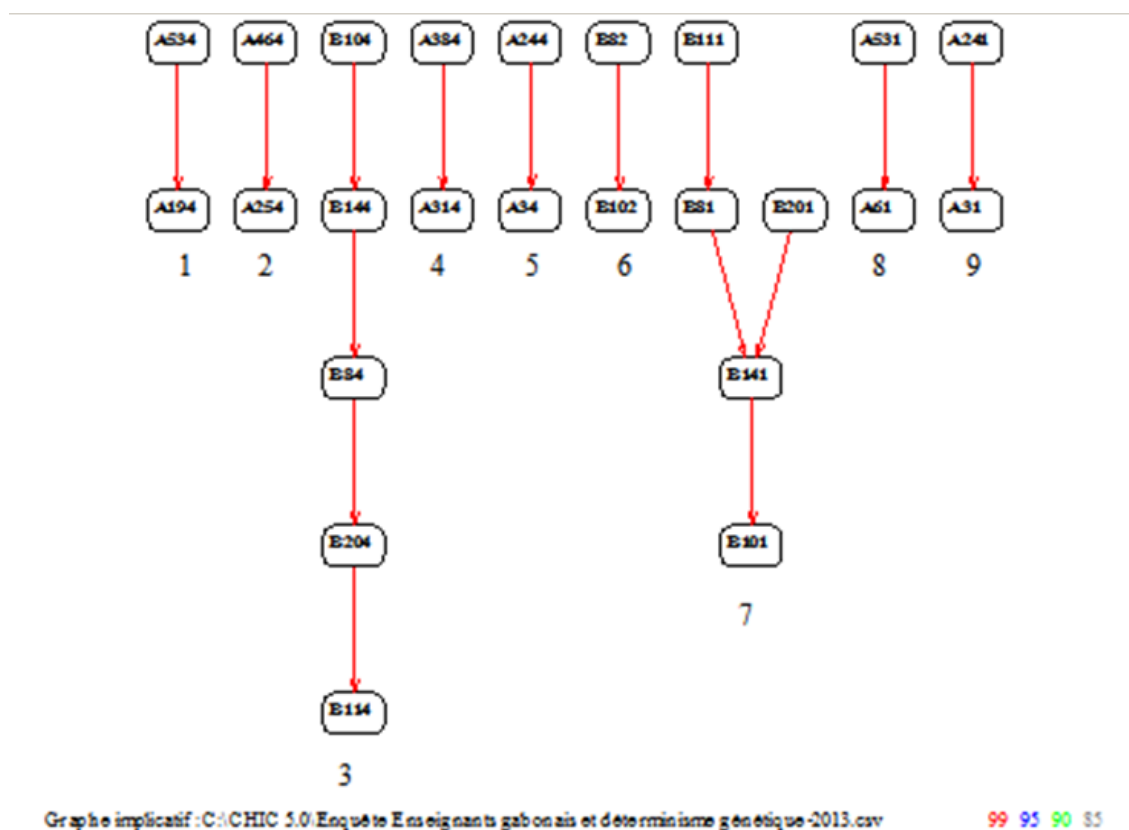 A534 A464 B104 A384 A244 B82 B111 A531 A241
A194 A254 B144 A314 A34 B102 B81 B201 A61 A31
1 2 4 5 6 8 9
B84 B141
B204 B101
7
B114
3
Graphe implicatif : C:\CHIC 5.0\Enquête Enseignants gabonais et déterminisme génétique-2013.csv 99 95 90 85